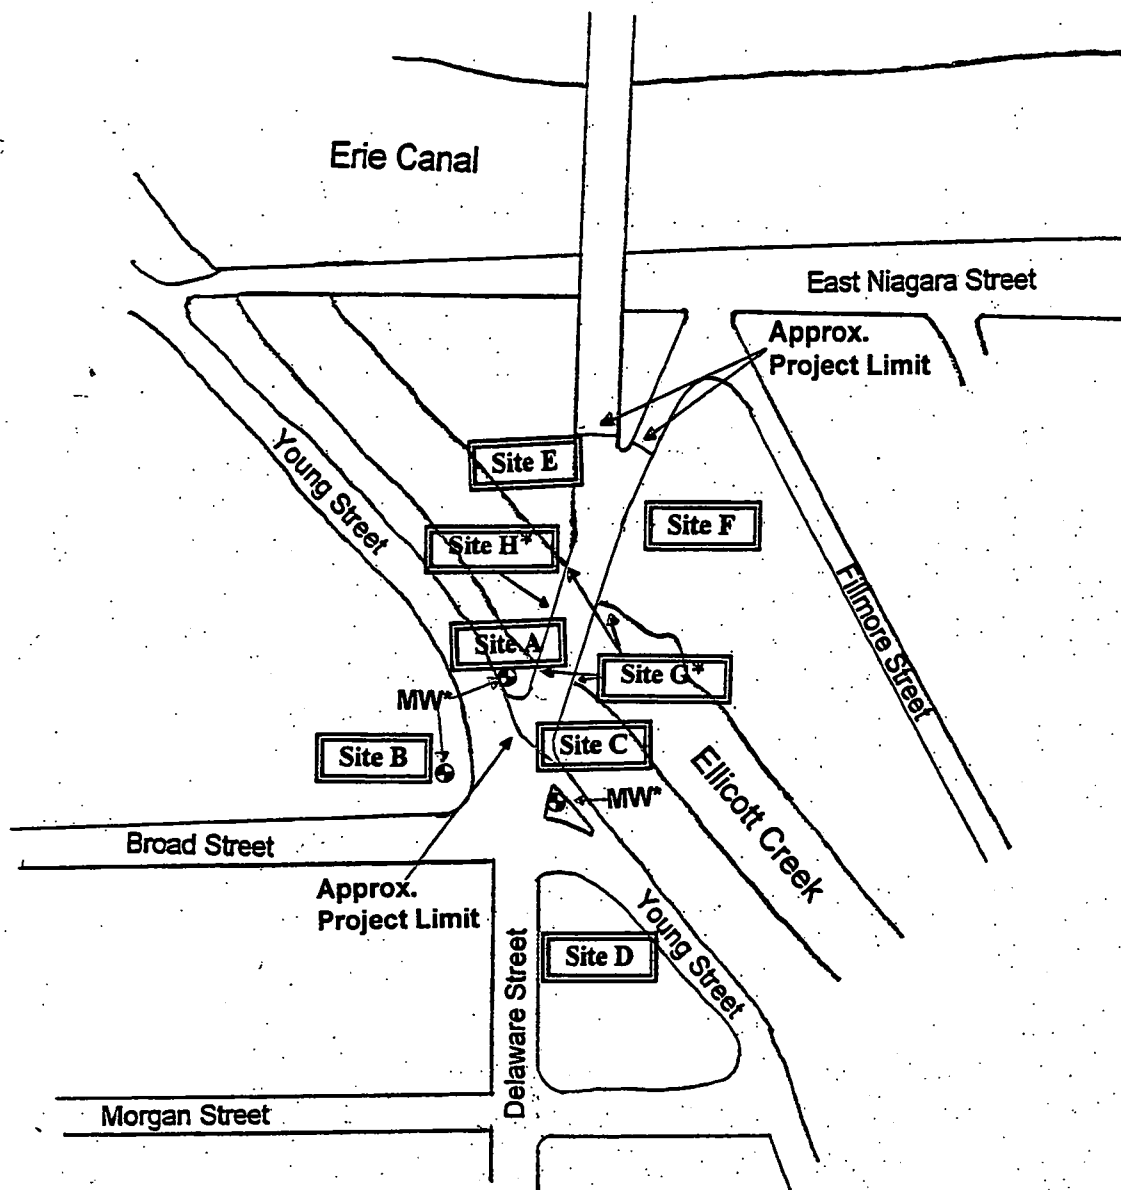 Erie Canal
East Niagara Street
Approx.
Project Limit
Site E
Young Street
Site F
Site H*
Fillmore Street
Site A
Site G*
MW*
Site B
Site C
Ellicott Creek
MW*
Broad Street
Approx.
Project Limit
Young Street
Site D
Delaware Street
Morgan Street